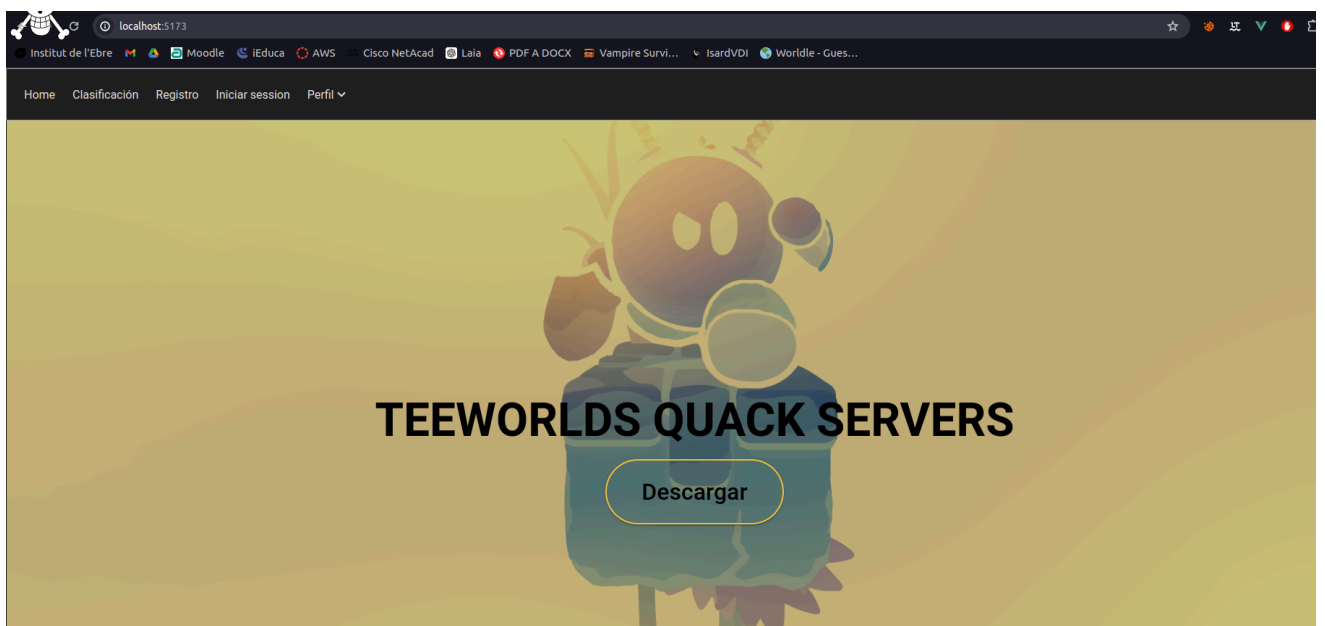 localhost:5173
Institut de l'Ebre Moodle iEduca AWS Cisco NetAcad Laia PDF A DOCX Vampire Survi... IsardVDI Worldle - Gues...
Home Clasificación Registro Iniciar session Perfil
TEEWORLDS QUACK SERVERS
Descargar